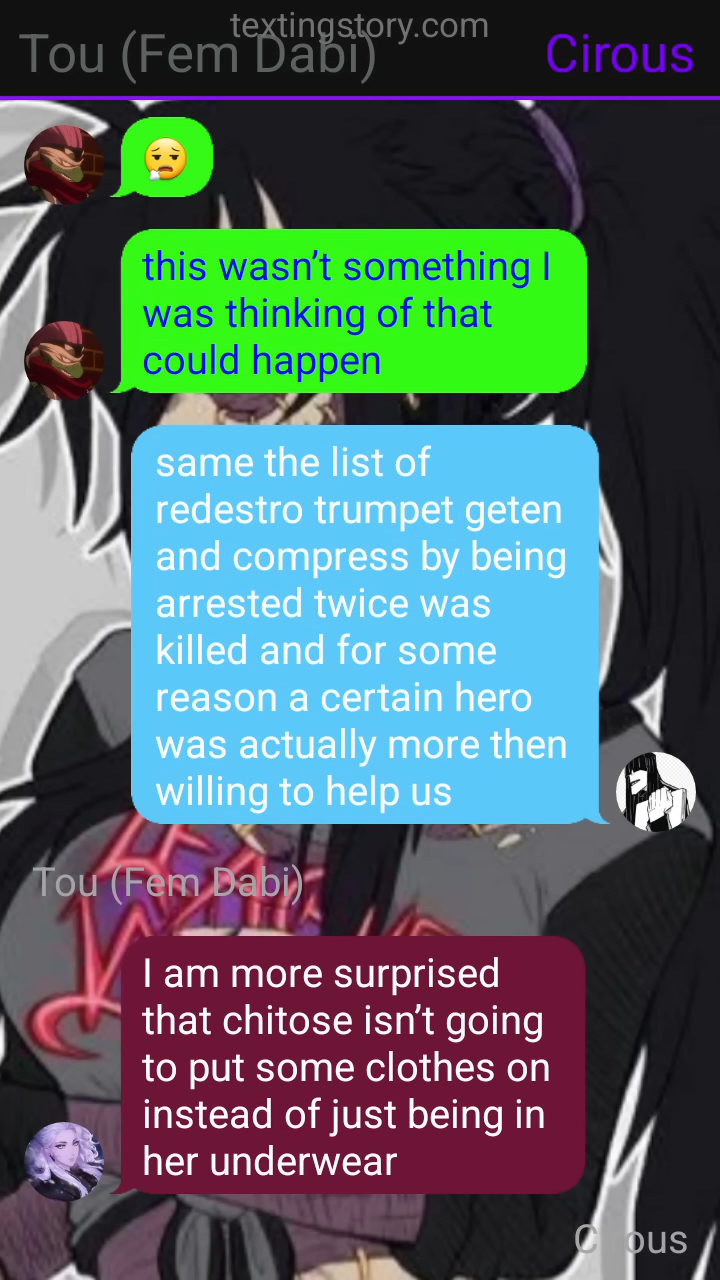 textingstory.com
Tou (Fem Dabi)
Cirous
😮‍💨
this wasn’t something I
was thinking of that
could happen
same the list of
redestro trumpet geten
and compress by being
arrested twice was
killed and for some
reason a certain hero
was actually more then
willing to help us
Tou (Fem Dabi)
I am more surprised
that chitose isn’t going
to put some clothes on
instead of just being in
her underwear
Cirous